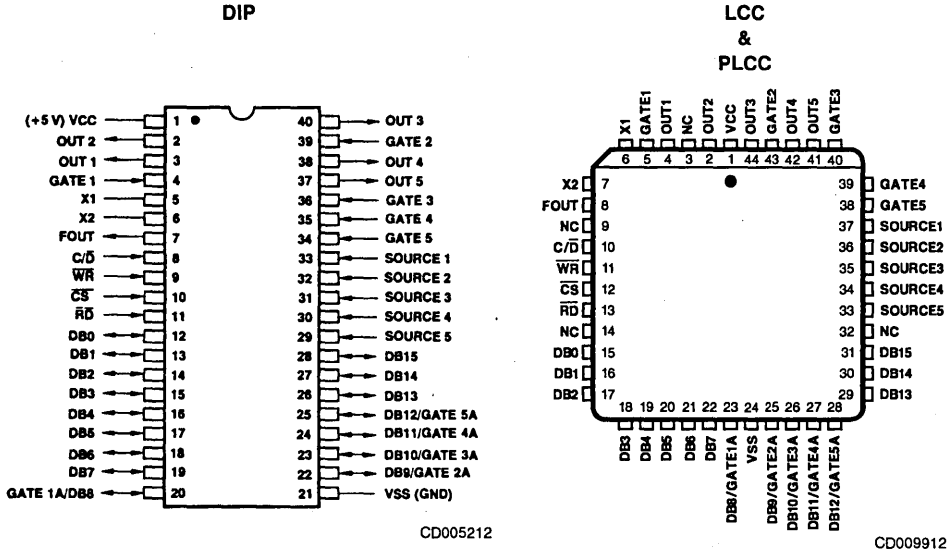 DIP
(+5 V) VCC 1
OUT 2 2
OUT 1 3
GATE 1 4
X1 5
X2 6
FOUT 7
C/D̅ 8
W̅R̅ 9
C̅S̅ 10
R̅D̅ 11
DB0 12
DB1 13
DB2 14
DB3 15
DB4 16
DB5 17
DB6 18
DB7 19
GATE 1A/DB8 20
40 OUT 3
39 GATE 2
38 OUT 4
37 OUT 5
36 GATE 3
35 GATE 4
34 GATE 5
33 SOURCE 1
32 SOURCE 2
31 SOURCE 3
30 SOURCE 4
29 SOURCE 5
28 DB15
27 DB14
26 DB13
25 DB12/GATE 5A
24 DB11/GATE 4A
23 DB10/GATE 3A
22 DB9/GATE 2A
21 VSS (GND)
CD005212
LCC
&
PLCC
X1 GATE1 OUT1 NC OUT2 VCC OUT3 GATE2 OUT4 OUT5 GATE3
6 5 4 3 2 1 44 43 42 41 40
X2 7
FOUT 8
NC 9
C/D̅ 10
W̅R̅ 11
C̅S̅ 12
R̅D̅ 13
NC 14
DB0 15
DB1 16
DB2 17
39 GATE4
38 GATE5
37 SOURCE1
36 SOURCE2
35 SOURCE3
34 SOURCE4
33 SOURCE5
32 NC
31 DB15
30 DB14
29 DB13
18 19 20 21 22 23 24 25 26 27 28
DB3 DB4 DB5 DB6 DB7 DB8/GATE1A VSS DB9/GATE2A DB10/GATE3A DB11/GATE4A DB12/GATE5A
CD009912